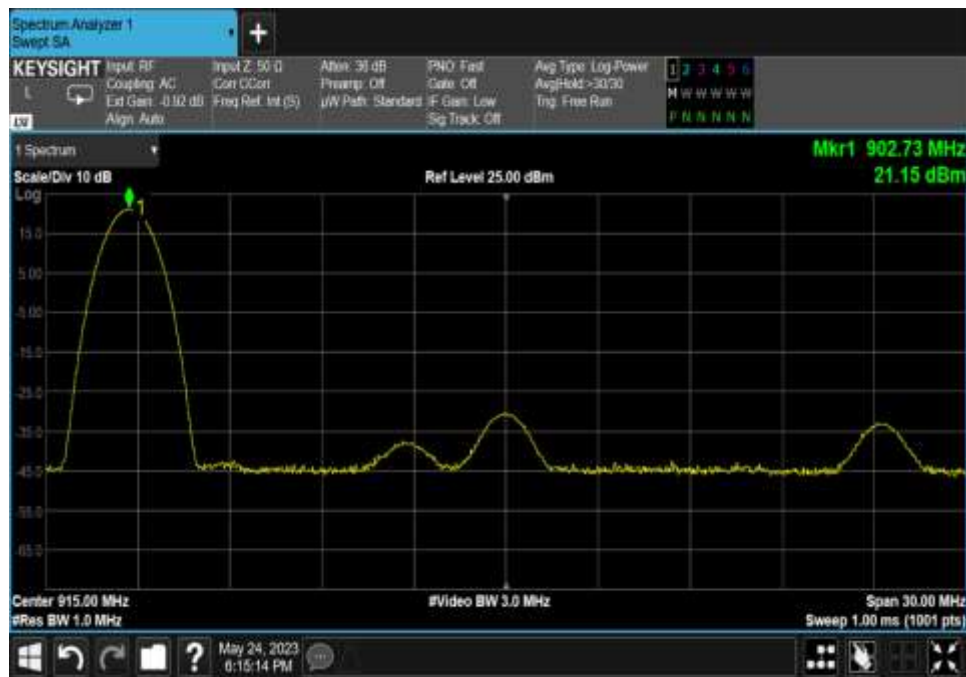 Spectrum Analyzer 1
Swept SA
+
KEYSIGHT
L
Input: RF
Coupling: AC
Align: Auto
Input Z: 50 Ω
Corr CCorr
Freq Ref: Int (S)
Atten: 36 dB
Preamp: Off
µW Path: Standard
PNO: Fast
Gate: Off
IF Gain: Low
Sig Track: Off
Avg Type: Log-Power
Avg|Hold:>30/30
Trig: Free Run
1 2 3 4 5 6
M W W W W W
P N N N N N
1 Spectrum
Scale/Div 10 dB
Log
Ref Level 25.00 dBm
Mkr1 902.73 MHz
21.15 dBm
1
15.0
5.00
-5.00
-15.0
-25.0
-35.0
-45.0
-55.0
-65.0
Center 915.00 MHz
#Res BW 1.0 MHz
#Video BW 3.0 MHz
Span 30.00 MHz
Sweep 1.00 ms (1001 pts)
?
May 24, 2023
6:15:14 PM